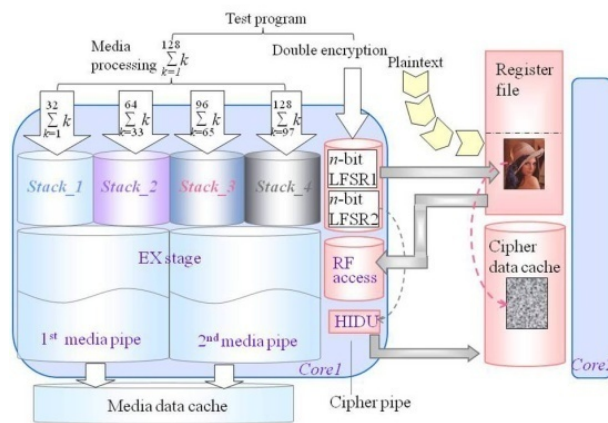 Test program
Media
processing
128
∑ k
k=1
Double encryption
Plaintext
Register
file
32
∑ k
k=1
64
∑ k
k=33
96
∑ k
k=65
128
∑ k
k=97
n-bit
LFSR1
n-bit
LFSR2
Stack_1
Stack_2
Stack_3
Stack_4
EX stage
RF
access
Cipher
data cache
HIDU
1st media pipe
2nd media pipe
Core1
Media data cache
Cipher pipe